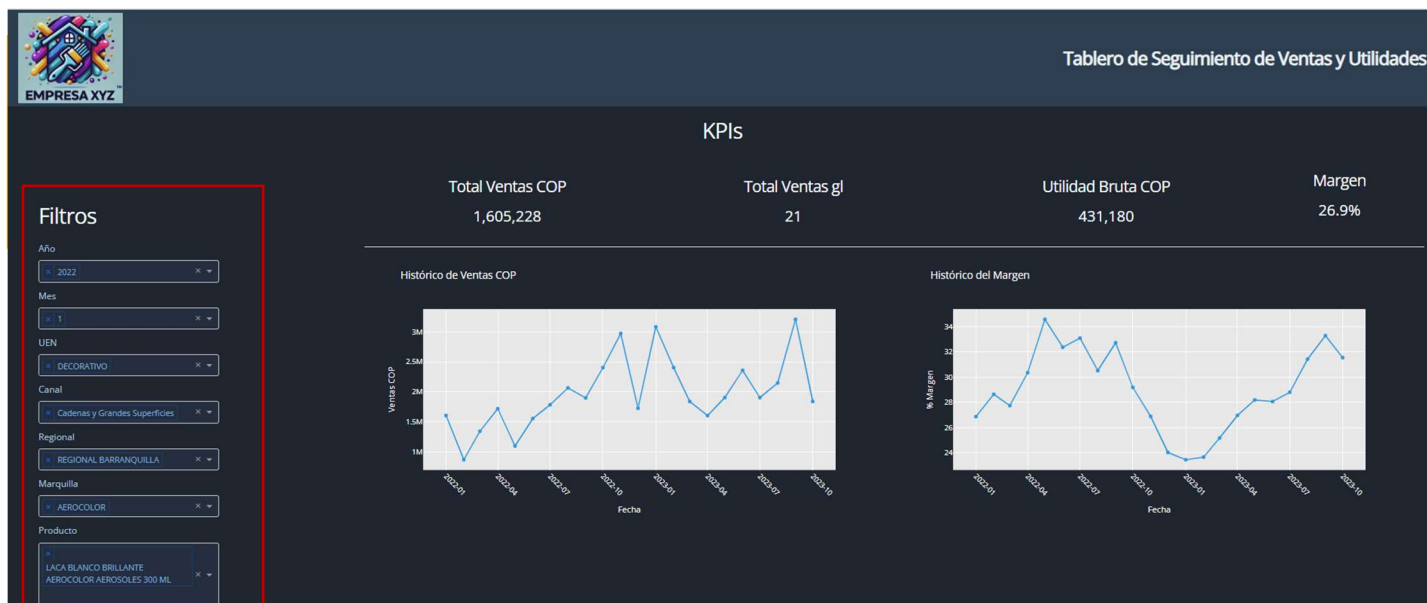 EMPRESA XYZ™
Tablero de Seguimiento de Ventas y Utilidades
KPIs
Total Ventas COP
1,605,228
Total Ventas gl
21
Utilidad Bruta COP
431,180
Margen
26.9%
Filtros
Año
× 2022 ×
Mes
× 1 ×
UEN
× DECORATIVO ×
Canal
× Cadenas y Grandes Superficies ×
Regional
× REGIONAL BARRANQUILLA ×
Marquilla
× AEROCOLOR ×
Producto
×
LACA BLANCO BRILLANTE
AEROCOLOR AEROSOLES 300 ML ×
Histórico de Ventas COP
Ventas COP
3M
2.5M
2M
1.5M
1M
2022-01
2022-04
2022-07
2022-10
2023-01
2023-04
2023-07
2023-10
Fecha
Histórico del Margen
% Margen
34
32
30
28
26
24
2022-01
2022-04
2022-07
2022-10
2023-01
2023-04
2023-07
2023-10
Fecha